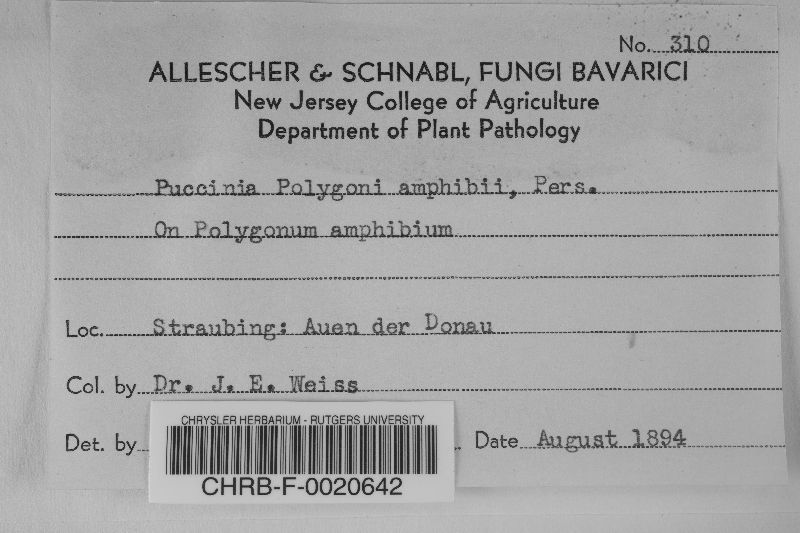 No. 310
ALLESCHER & SCHNABL, FUNGI BAVARICI
New Jersey College of Agriculture
Department of Plant Pathology
Puccinia Polygoni amphibii, Pers.
On Polygonum amphibium
Loc. Straubing: Auen der Donau
Col. by Dr. J. E. Weiss
Det. by
Date August 1894
CHRYSLER HERBARIUM - RUTGERS UNIVERSITY
CHRB-F-0020642